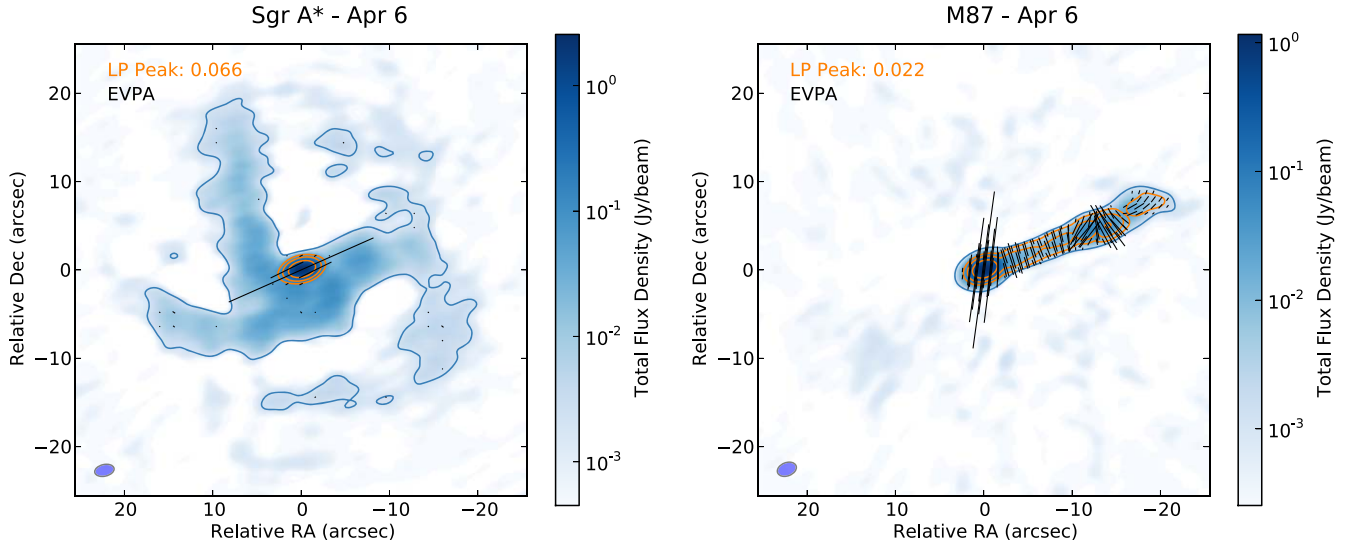 Sgr A* - Apr 6
LP Peak: 0.066
EVPA
20
10
0
−10
−20
Relative Dec (arcsec)
20
10
0
−10
−20
Relative RA (arcsec)
10^0
10^-1
10^-2
10^-3
Total Flux Density (Jy/beam)
M87 - Apr 6
LP Peak: 0.022
EVPA
20
10
0
−10
−20
Relative Dec (arcsec)
20
10
0
−10
−20
Relative RA (arcsec)
10^0
10^-1
10^-2
10^-3
Total Flux Density (Jy/beam)